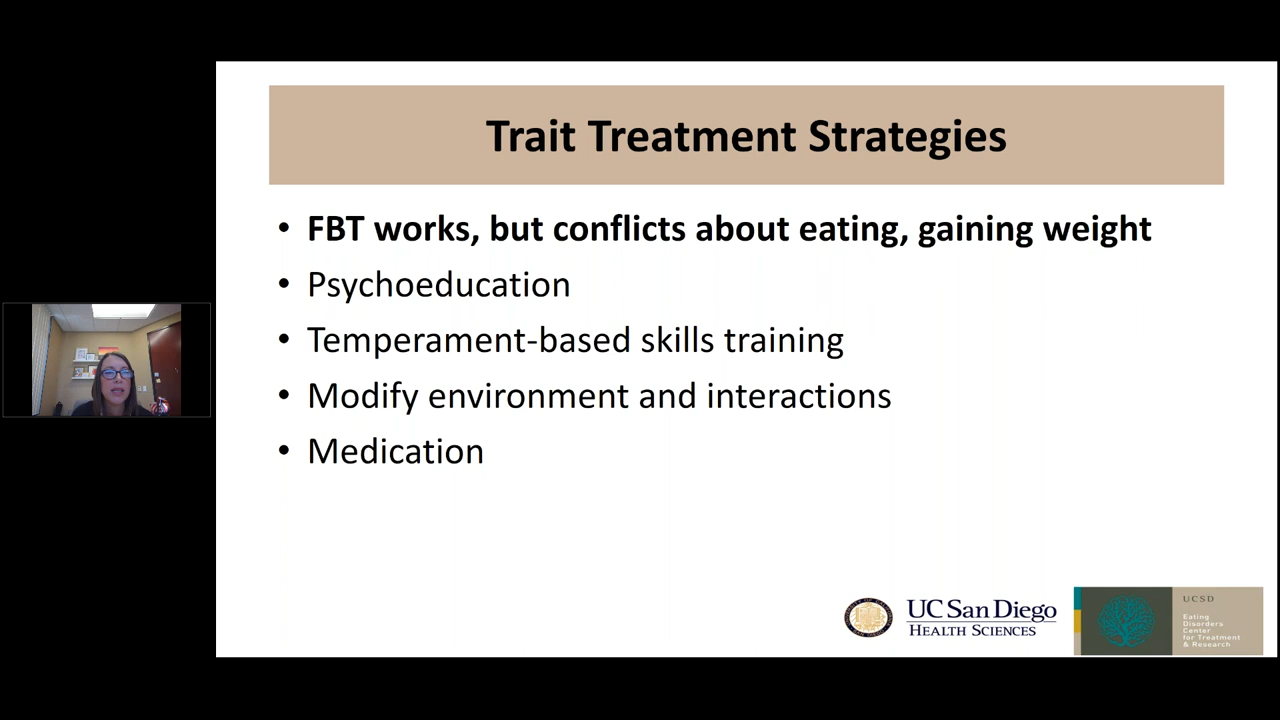 Trait Treatment Strategies
• FBT works, but conflicts about eating, gaining weight
• Psychoeducation
• Temperament-based skills training
• Modify environment and interactions
• Medication
UC San Diego
HEALTH SCIENCES
UCSD
Eating
Disorders
Center
for Treatment
& Research